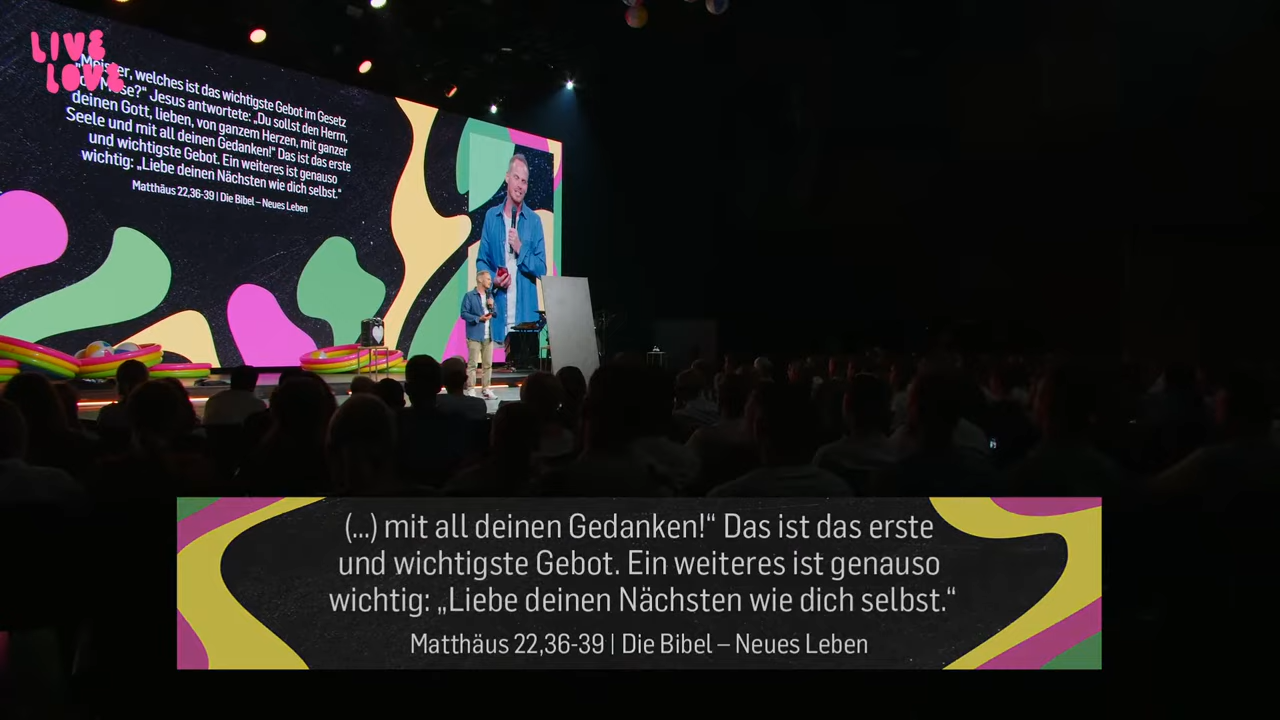 LIVE
LOVE
„Meister, welches ist das wichtigste Gebot im Gesetz
des Mose?“ Jesus antwortete: „Du sollst den Herrn,
deinen Gott, lieben, von ganzem Herzen, mit ganzer
Seele und mit all deinen Gedanken!“ Das ist das erste
und wichtigste Gebot. Ein weiteres ist genauso
wichtig: „Liebe deinen Nächsten wie dich selbst.“
Matthäus 22,36-39 | Die Bibel – Neues Leben
(...) mit all deinen Gedanken!“ Das ist das erste
und wichtigste Gebot. Ein weiteres ist genauso
wichtig: „Liebe deinen Nächsten wie dich selbst.“
Matthäus 22,36-39 | Die Bibel – Neues Leben